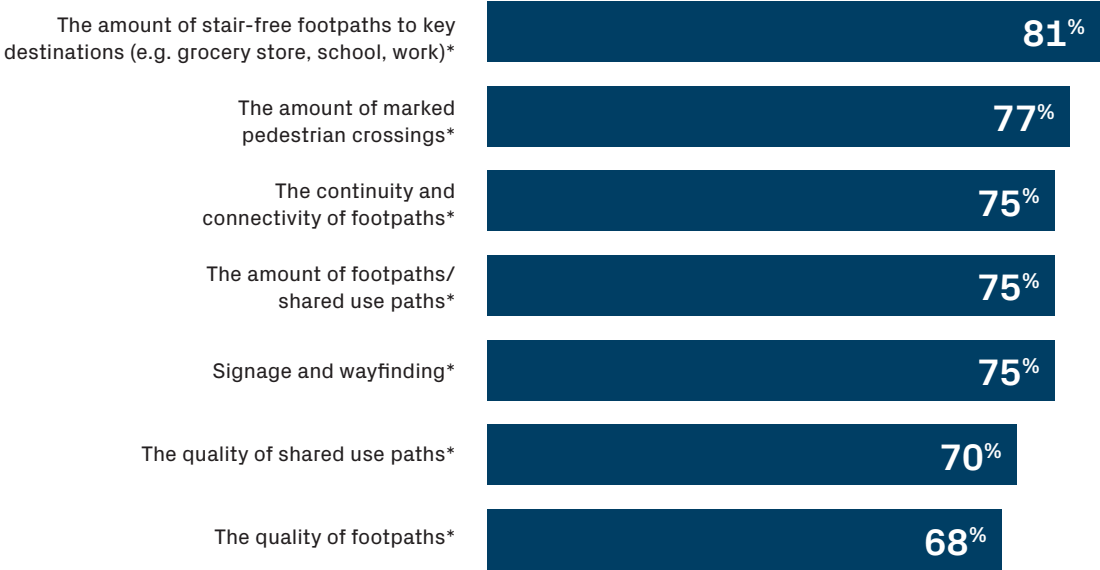 The amount of stair-free footpaths to key
destinations (e.g. grocery store, school, work)*
81%
The amount of marked
pedestrian crossings*
77%
The continuity and
connectivity of footpaths*
75%
The amount of footpaths/
shared use paths*
75%
Signage and wayfinding*
75%
The quality of shared use paths*
70%
The quality of footpaths*
68%